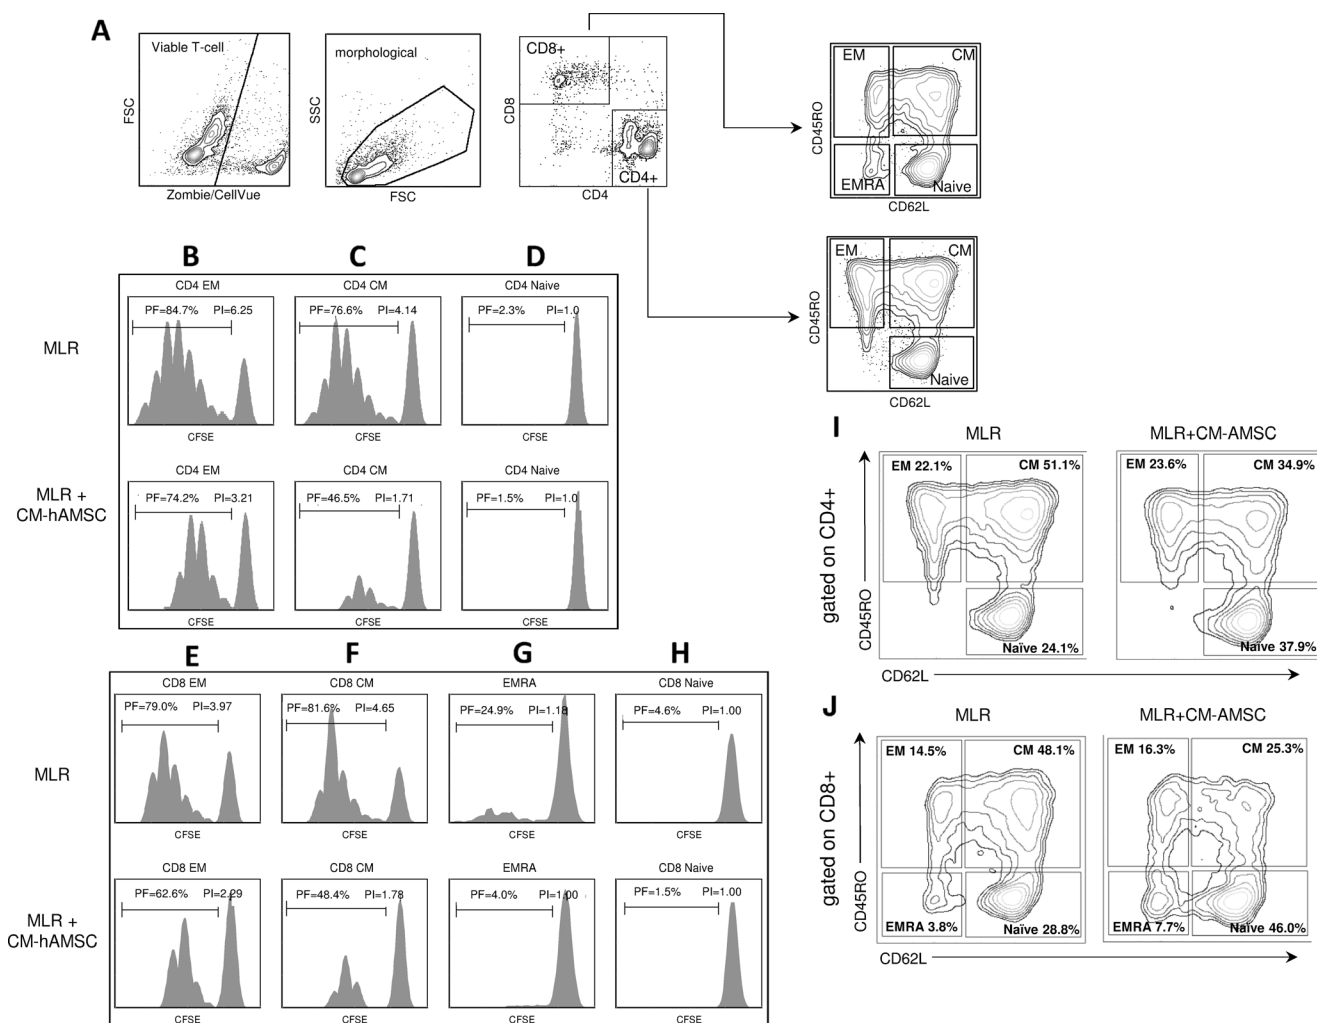 A
Viable T-cell
FSC
Zombie/CellVue
morphological
SSC
FSC
CD8+
CD8
CD4+
CD4
EM
CM
CD45RO
EMRA
Naive
CD62L
EM
CM
CD45RO
Naive
CD62L
B
C
D
MLR
CD4 EM
PF=84.7% PI=6.25
CFSE
CD4 CM
PF=76.6% PI=4.14
CFSE
CD4 Naive
PF=2.3% PI=1.0
CFSE
MLR +
CM-hAMSC
CD4 EM
PF=74.2% PI=3.21
CFSE
CD4 CM
PF=46.5% PI=1.71
CFSE
CD4 Naive
PF=1.5% PI=1.0
CFSE
E
F
G
H
MLR
CD8 EM
PF=79.0% PI=3.97
CFSE
CD8 CM
PF=81.6% PI=4.65
CFSE
EMRA
PF=24.9% PI=1.18
CFSE
CD8 Naive
PF=4.6% PI=1.00
CFSE
MLR +
CM-hAMSC
CD8 EM
PF=62.6% PI=2.29
CFSE
CD8 CM
PF=48.4% PI=1.78
CFSE
EMRA
PF=4.0% PI=1.00
CFSE
CD8 Naive
PF=1.5% PI=1.00
CFSE
I
MLR
MLR+CM-AMSC
gated on CD4+
CD45RO
EM 22.1%
CM 51.1%
Naïve 24.1%
EM 23.6%
CM 34.9%
Naïve 37.9%
CD62L
J
MLR
MLR+CM-AMSC
gated on CD8+
CD45RO
EM 14.5%
CM 48.1%
EMRA 3.8%
Naïve 28.8%
EM 16.3%
CM 25.3%
EMRA 7.7%
Naïve 46.0%
CD62L